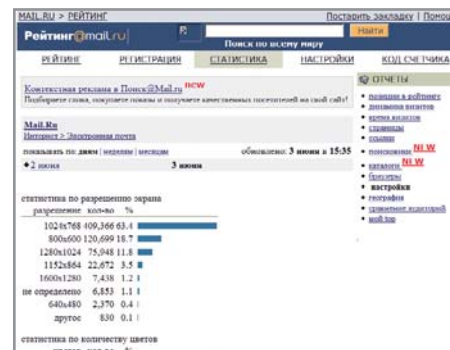 MAIL.RU > РЕЙТИНГ
Поставить закладку | Помощ
Рейтинг@mail.ru
Найти
Поиск по всему миру
РЕЙТИНГ РЕГИСТРАЦИЯ СТАТИСТИКА НАСТРОЙКИ КОД СЧЕТЧИКА
Контекстная реклама в Поиск@Mail.ru new
Подбираете слова, покупаете показы и получаете качественных посетителей на свой сайт!
Mail.Ru
Интернет > Электронная почта
показывать по: дням | неделям | месяцам обновлено: 3 июня в 15:35
2 июня 3 июня
статистика по разрешению экрана
разрешение кол-во %
1024x768 409,366 63.4
800x600 120,699 18.7
1280x1024 75,948 11.8
1152x864 22,672 3.5
1600x1280 7,438 1.2
не определено 6,853 1.1
640x480 2,370 0.4
другое 830 0.1
статистика по количеству цветов
ОТЧЕТЫ
позиция в рейтинге
динамика визитов
время визитов
страницы
ссылки
поисковики NEW
каталоги NEW
браузеры
настройки
география
сравнение аудиторий
мой top